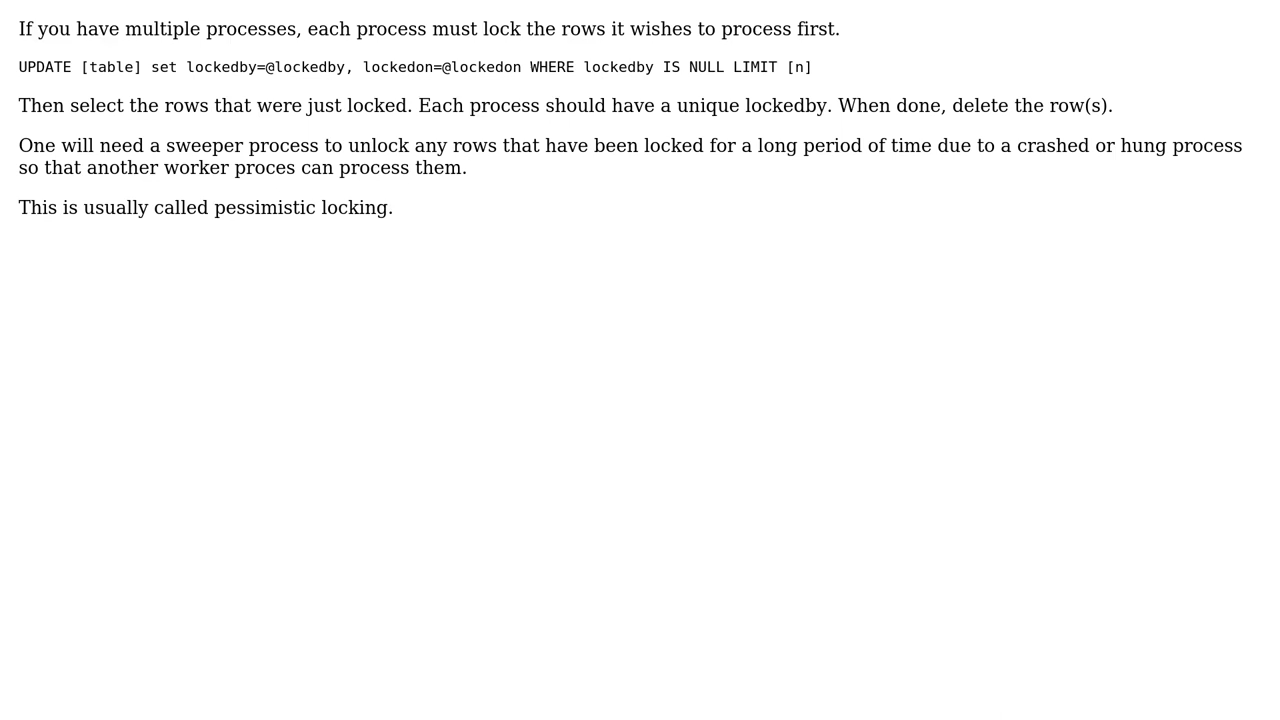 If you have multiple processes, each process must lock the rows it wishes to process first.
UPDATE [table] set lockedby=@lockedby, lockedon=@lockedon WHERE lockedby IS NULL LIMIT [n]
Then select the rows that were just locked. Each process should have a unique lockedby. When done, delete the row(s).
One will need a sweeper process to unlock any rows that have been locked for a long period of time due to a crashed or hung process
so that another worker proces can process them.
This is usually called pessimistic locking.